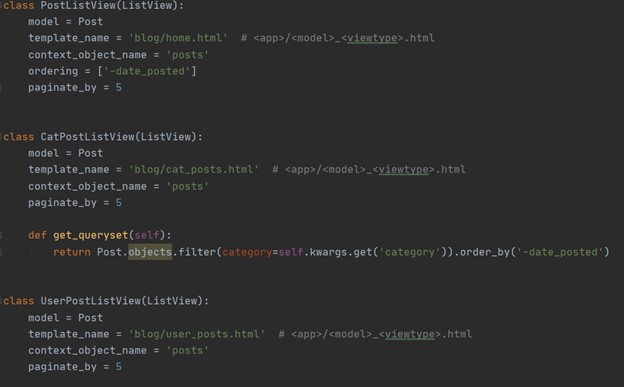 class PostListView(ListView):
    model = Post
    template_name = 'blog/home.html'  # <app>/<model>_<viewtype>.html
    context_object_name = 'posts'
    ordering = ['-date_posted']
    paginate_by = 5
class CatPostListView(ListView):
    model = Post
    template_name = 'blog/cat_posts.html'  # <app>/<model>_<viewtype>.html
    context_object_name = 'posts'
    paginate_by = 5
    def get_queryset(self):
        return Post.objects.filter(category=self.kwargs.get('category')).order_by('-date_posted')
class UserPostListView(ListView):
    model = Post
    template_name = 'blog/user_posts.html'  # <app>/<model>_<viewtype>.html
    context_object_name = 'posts'
    paginate_by = 5